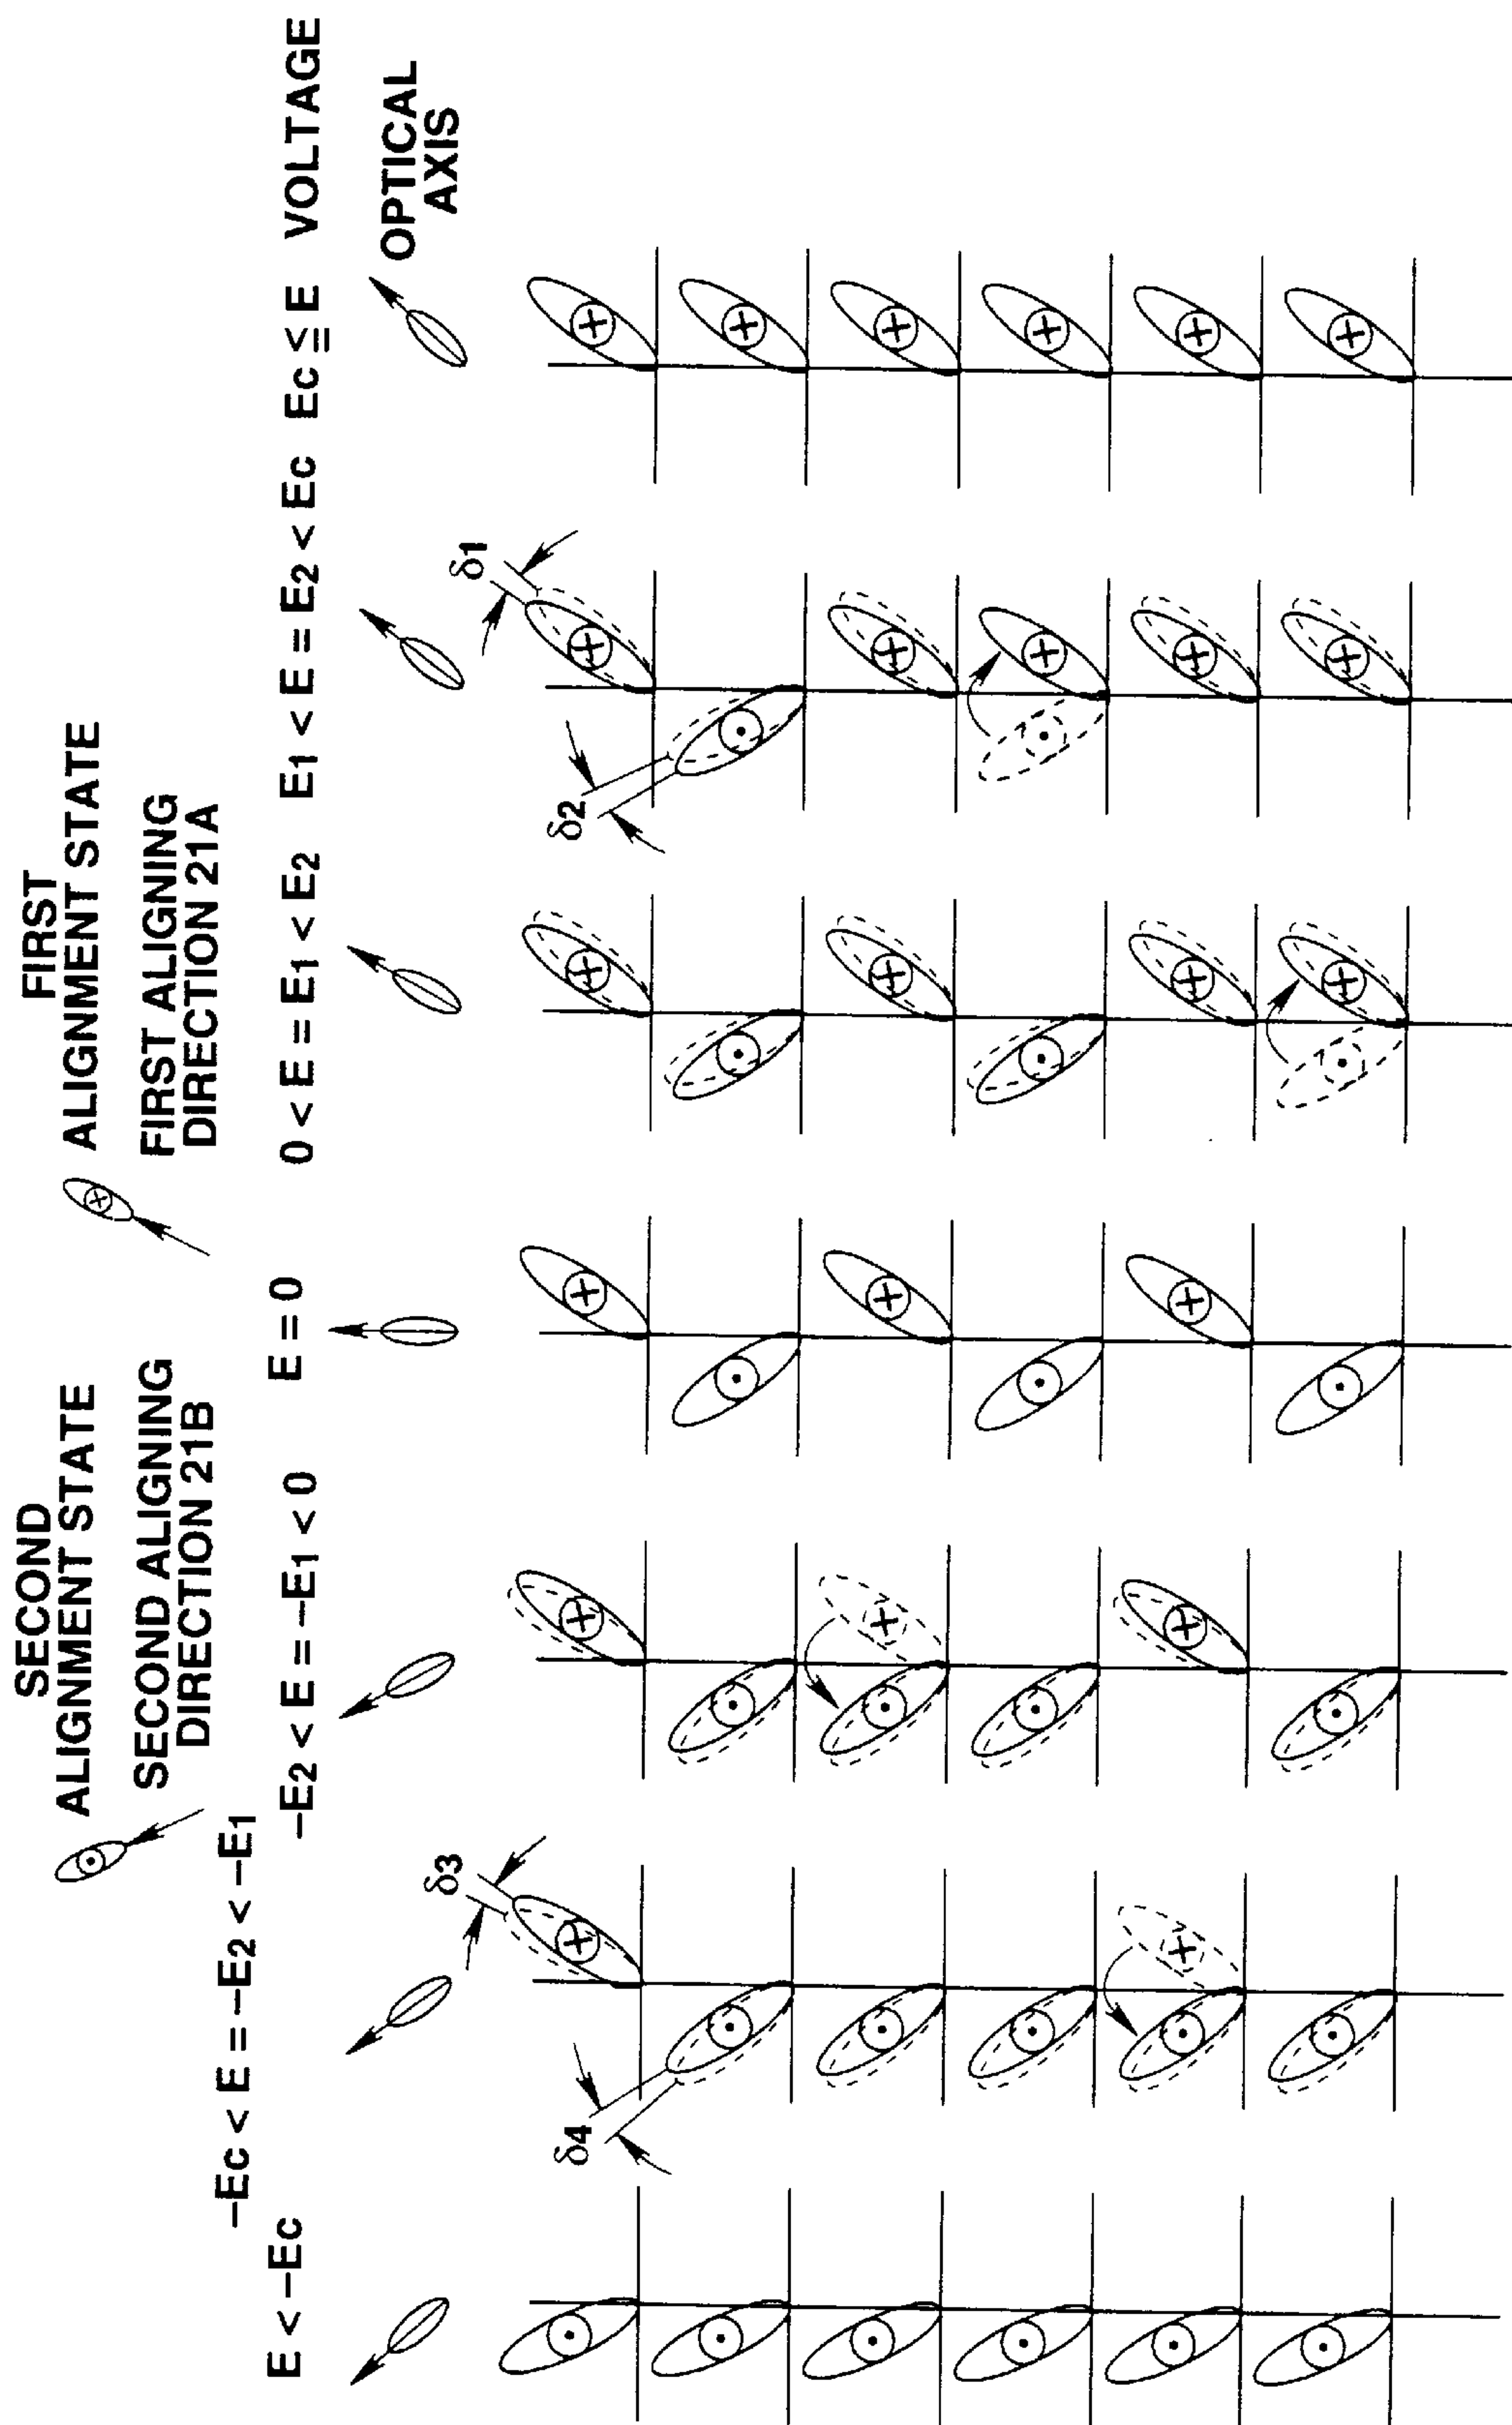 SECOND
ALIGNMENT STATE
SECOND ALIGNING
DIRECTION 21B
FIRST
ALIGNMENT STATE
FIRST ALIGNING
DIRECTION 21A
E < -Ec
-Ec < E = -E2 < -E1
-E2 < E = -E1 < 0
E = 0
0 < E = E1 < E2
E1 < E = E2 < Ec
Ec ≦ E
VOLTAGE
OPTICAL
AXIS
δ4
δ3
δ2
δ1